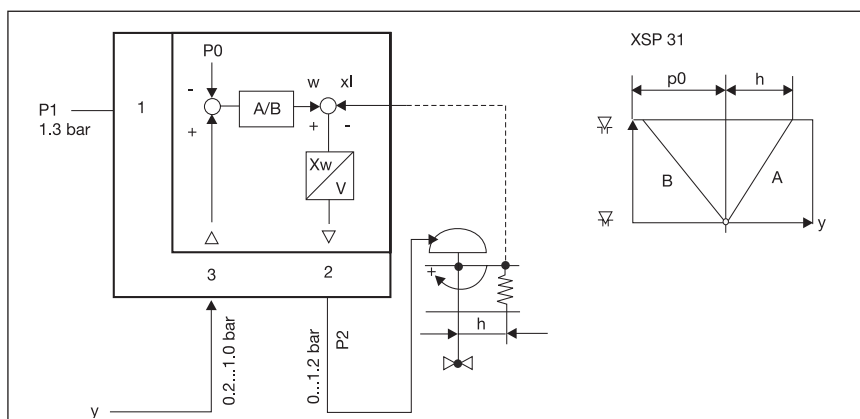 XSP 31
P0
p0
h
w
xl
P1
1.3 bar
1
-
+
A/B
+
-
Xw
V
B
A
y
3
2
+
h
0.2...1.0 bar
0...1.2 bar
P2
y